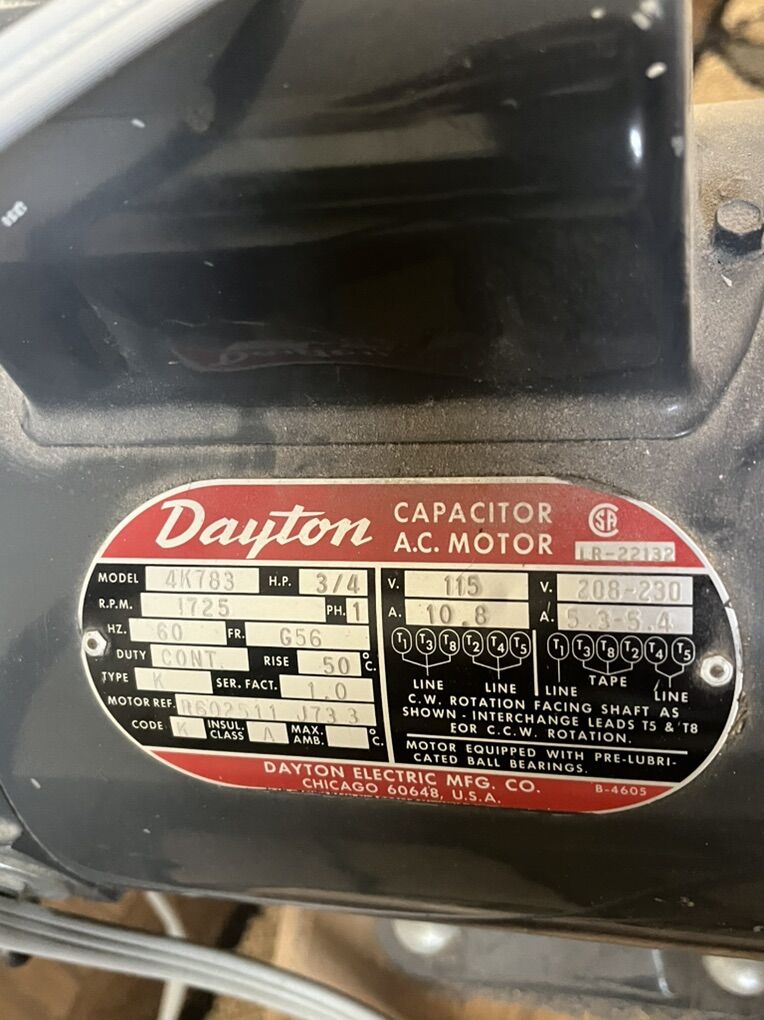 Dayton CAPACITOR A.C. MOTOR SA LR-22132
MODEL 4K783 H.P. 3/4
R.P.M. 1725 PH. 1
HZ. 60 FR. G56
DUTY CONT. RISE 50 °C.
TYPE K SER. FACT. 1.0
MOTOR REF. R602511 J73 3
CODE K INSUL. CLASS A MAX. AMB. °C.
V. 115 V. 208-230
A. 10.8 A. 5.3-5.4
T1 T3 T8 T2 T4 T5 T1 T3 T8 T2 T4 T5
LINE LINE LINE TAPE LINE
C.W. ROTATION FACING SHAFT AS
SHOWN - INTERCHANGE LEADS T5 & T8
FOR C.C.W. ROTATION.
MOTOR EQUIPPED WITH PRE-LUBRI-
CATED BALL BEARINGS.
DAYTON ELECTRIC MFG. CO.
CHICAGO 60648, U.S.A. B-4605